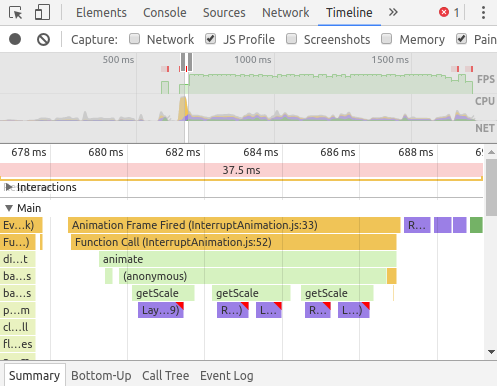 Elements Console Sources Network Timeline 1
Capture: Network JS Profile Screenshots Memory Pain
500 ms 1000 ms 1500 ms
FPS
CPU
NET
678 ms 680 ms 682 ms 684 ms 686 ms 688 ms 69
37.5 ms
Interactions
Main
Ev...k) Animation Frame Fired (InterruptAnimation.js:33) R...
Fu... Function Call (InterruptAnimation.js:52)
di...t animate
ba...s (anonymous)
ba...s getScale getScale getScale
p...m Lay...9) R...) L...) R... L...)
cl...ll
fl...es
Summary Bottom-Up Call Tree Event Log